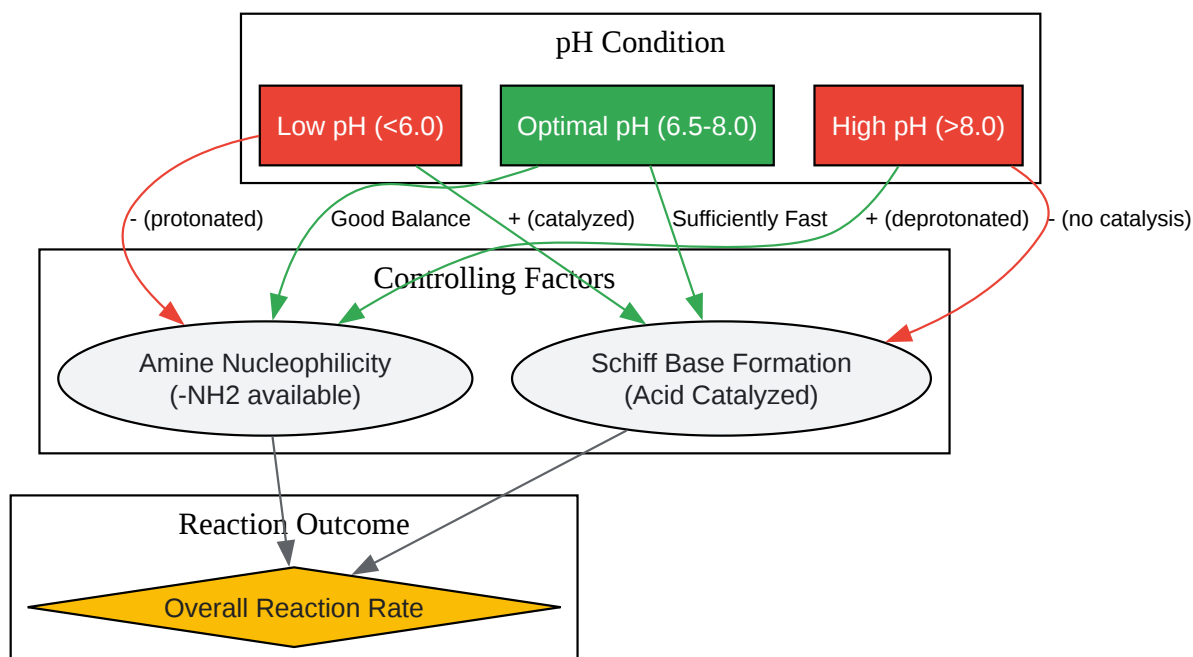 pH Condition
Low pH (<6.0)
Optimal pH (6.5-8.0)
High pH (>8.0)
- (protonated)
Good Balance
+ (catalyzed)
Sufficiently Fast
+ (deprotonated)
- (no catalysis)
Controlling Factors
Amine Nucleophilicity
(-NH2 available)
Schiff Base Formation
(Acid Catalyzed)
Reaction Outcome
Overall Reaction Rate